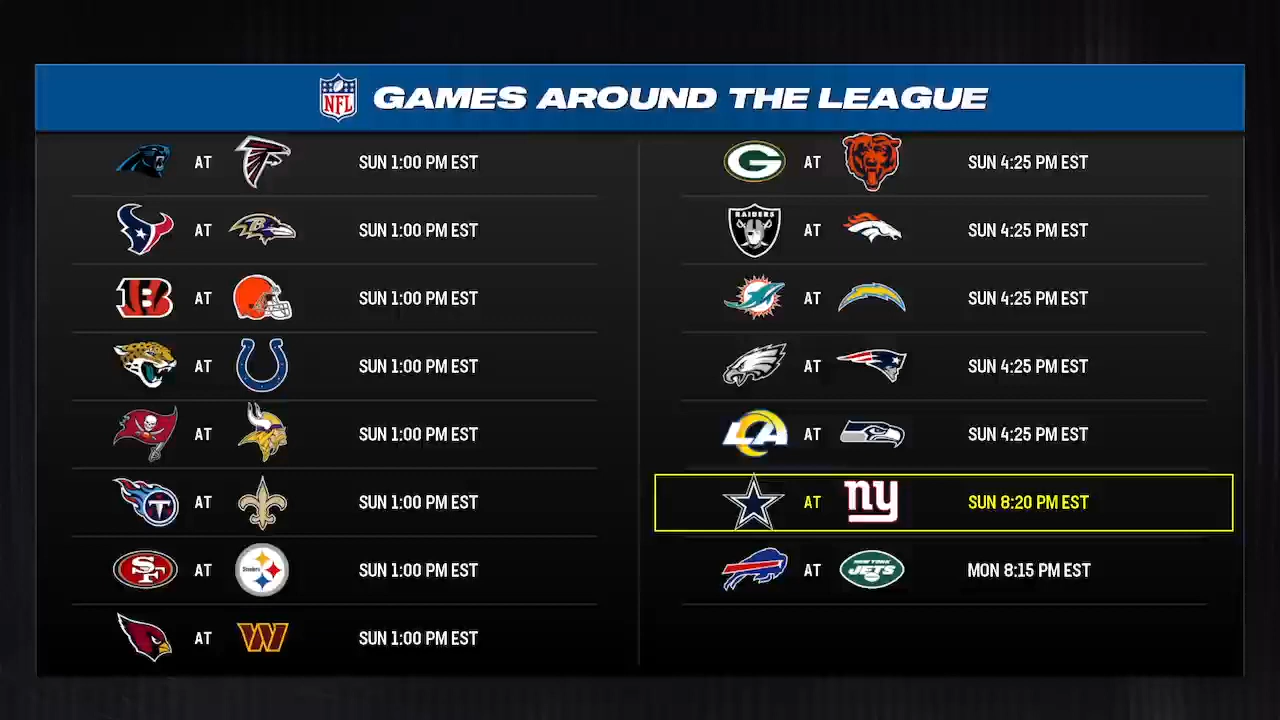 NFL GAMES AROUND THE LEAGUE
AT SUN 1:00 PM EST
AT SUN 1:00 PM EST
B AT SUN 1:00 PM EST
AT SUN 1:00 PM EST
AT SUN 1:00 PM EST
T AT SUN 1:00 PM EST
SF AT Steelers SUN 1:00 PM EST
AT W SUN 1:00 PM EST
G AT SUN 4:25 PM EST
RAIDERS AT SUN 4:25 PM EST
AT SUN 4:25 PM EST
AT SUN 4:25 PM EST
LA AT SUN 4:25 PM EST
AT ny SUN 8:20 PM EST
AT NEW YORK JETS MON 8:15 PM EST